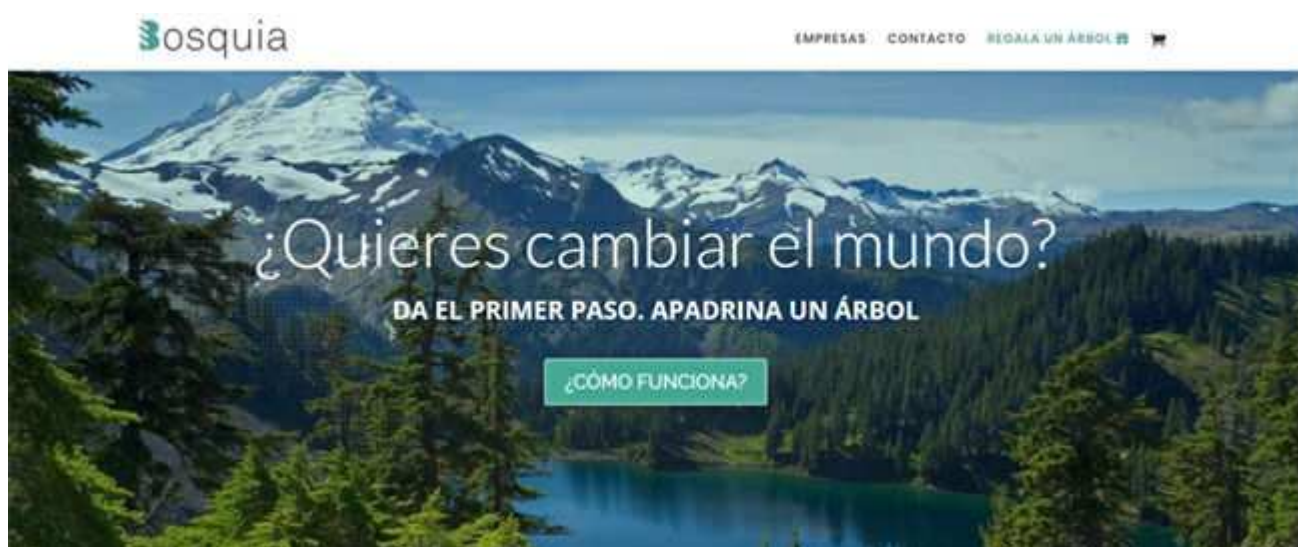 Bosquia
EMPRESAS CONTACTO REGALA UN ÁRBOL
¿Quieres cambiar el mundo?
DA EL PRIMER PASO. APADRINA UN ÁRBOL
¿CÓMO FUNCIONA?